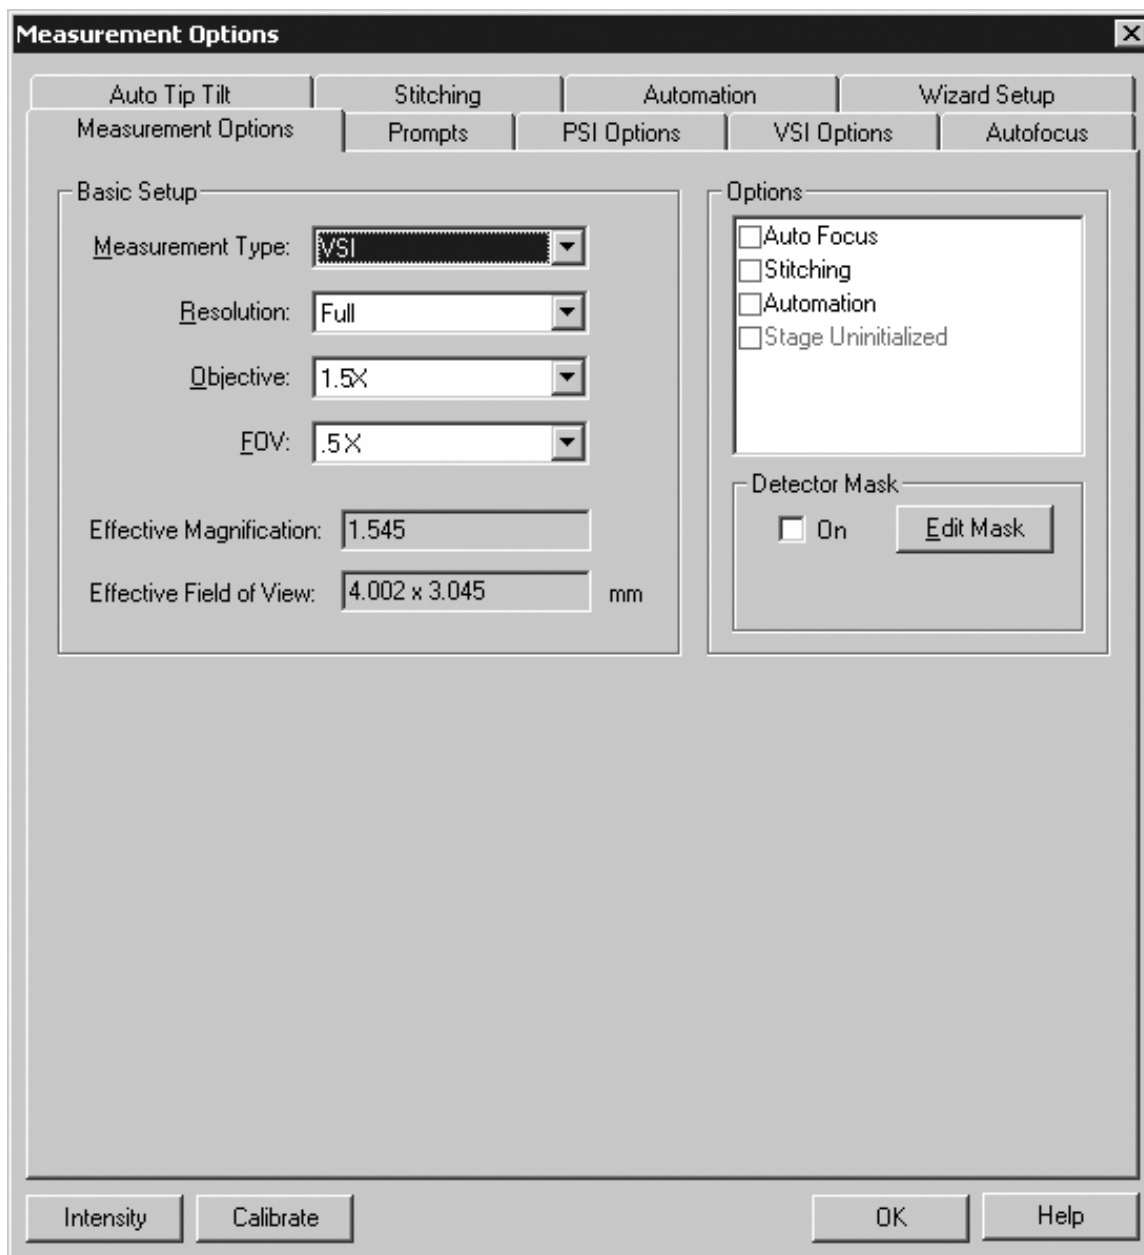 Measurement Options
Auto Tip Tilt
Stitching
Automation
Wizard Setup
Measurement Options
Prompts
PSI Options
VSI Options
Autofocus
Basic Setup
Measurement Type: VSI
Resolution: Full
Objective: 1.5X
FOV: .5X
Effective Magnification: 1.545
Effective Field of View: 4.002 x 3.045 mm
Options
Auto Focus
Stitching
Automation
Stage Uninitialized
Detector Mask
On
Edit Mask
Intensity
Calibrate
OK
Help